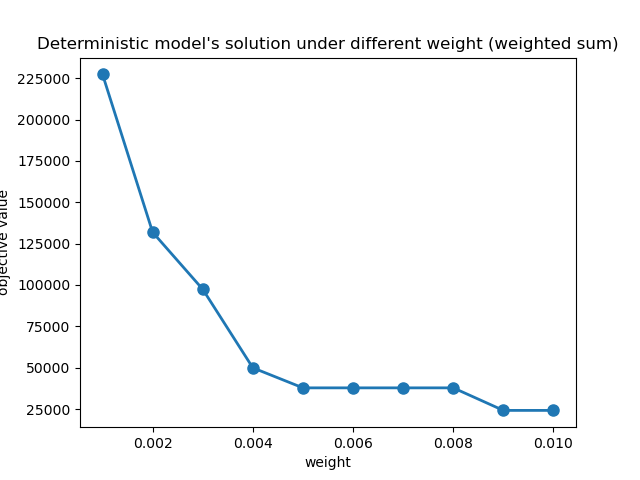 Deterministic model's solution under different weight (weighted sum)
225000
200000
175000
150000
125000
100000
75000
50000
25000
objective value
0.002 0.004 0.006 0.008 0.010
weight